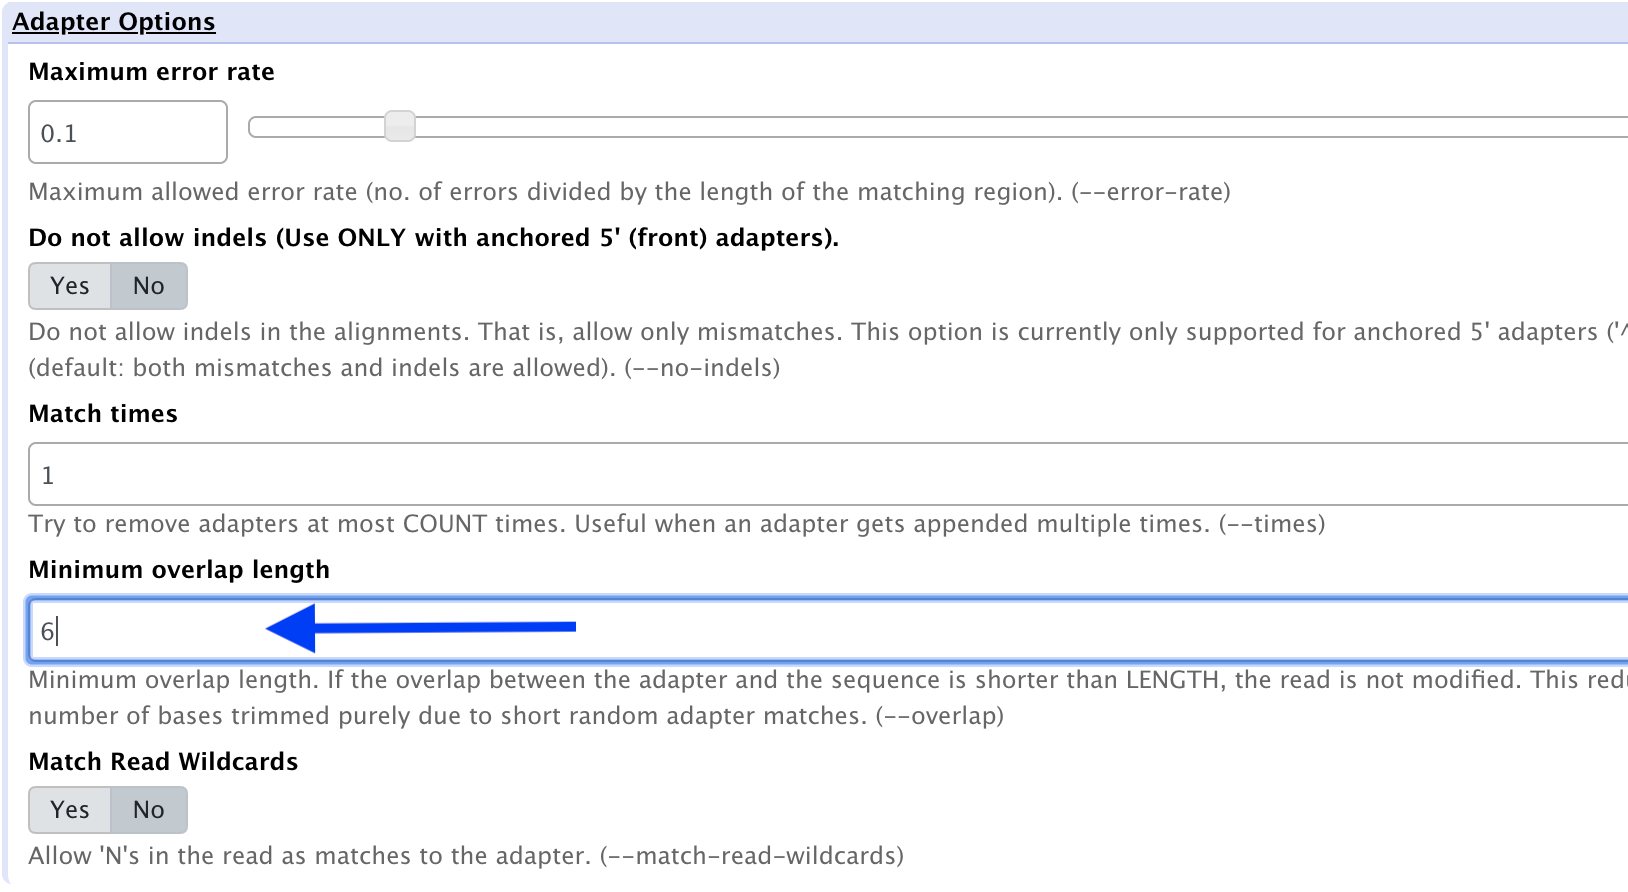 Adapter Options
Maximum error rate
0.1
Maximum allowed error rate (no. of errors divided by the length of the matching region). (--error-rate)
Do not allow indels (Use ONLY with anchored 5' (front) adapters).
Yes No
Do not allow indels in the alignments. That is, allow only mismatches. This option is currently only supported for anchored 5' adapters ('^
(default: both mismatches and indels are allowed). (--no-indels)
Match times
1
Try to remove adapters at most COUNT times. Useful when an adapter gets appended multiple times. (--times)
Minimum overlap length
6
Minimum overlap length. If the overlap between the adapter and the sequence is shorter than LENGTH, the read is not modified. This
number of bases trimmed purely due to short random adapter matches. (--overlap)
Match Read Wildcards
Yes No
Allow 'N's in the read as matches to the adapter. (--match-read-wildcards)